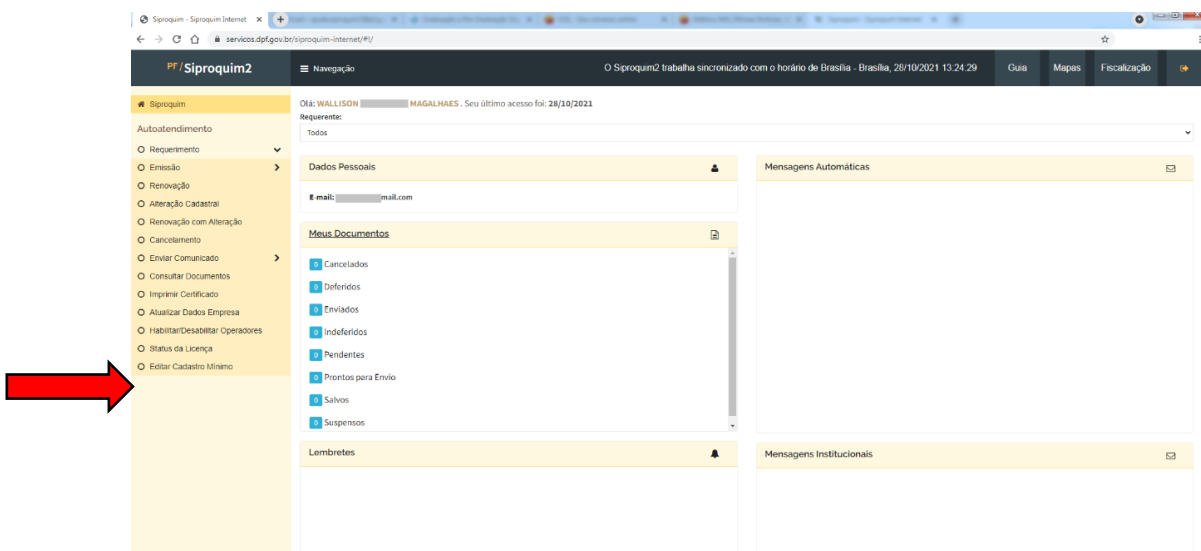 Siproquim - Siproquim Internet
servicos.dpf.gov.br/siproquim-internet/#!/
PF/Siproquim2
Navegação
O Siproquim2 trabalha sincronizado com o horário de Brasília - Brasília, 28/10/2021 13:24:29
Guia
Mapas
Fiscalização
Siproquim
Autoatendimento
Requerimento
Emissão
Renovação
Alteração Cadastral
Renovação com Alteração
Cancelamento
Enviar Comunicado
Consultar Documentos
Imprimir Certificado
Atualizar Dados Empresa
Habilitar/Desabilitar Operadores
Status da Licença
Editar Cadastro Mínimo
Olá: WALLISON MAGALHAES . Seu último acesso foi: 28/10/2021
Requerente:
Todos
Dados Pessoais
E-mail: mail.com
Meus Documentos
0 Cancelados
0 Deferidos
0 Enviados
0 Indeferidos
0 Pendentes
0 Prontos para Envio
0 Salvos
0 Suspensos
Lembretes
Mensagens Automáticas
Mensagens Institucionais